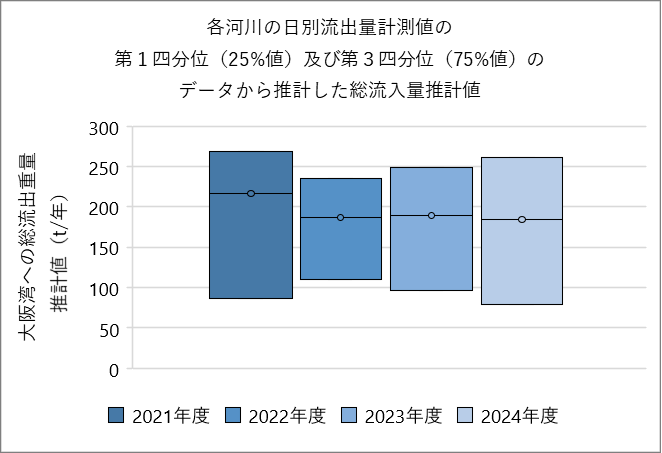 各河川の日別流出量計測値の
第１四分位（25%値）及び第３四分位（75%値）の
データから推計した総流入量推計値
大阪湾への総流出重量
推計値（t/年）
300
250
200
150
100
50
0
2021年度 2022年度 2023年度 2024年度